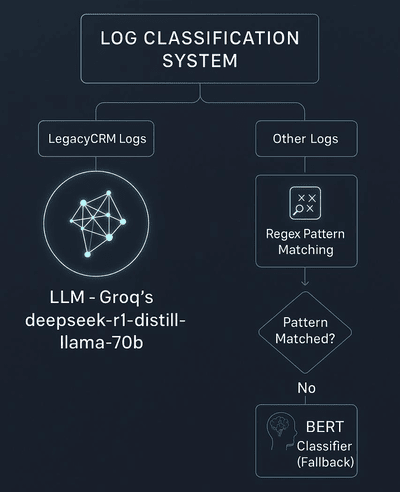 LOG CLASSIFICATION
SYSTEM
LegacyCRM Logs
Other Logs
LLM - Groq's
deepseek-r1-distill-
llama-70b
Regex Pattern
Matching
Pattern
Matched?
No
BERT
Classifier
(Fallback)